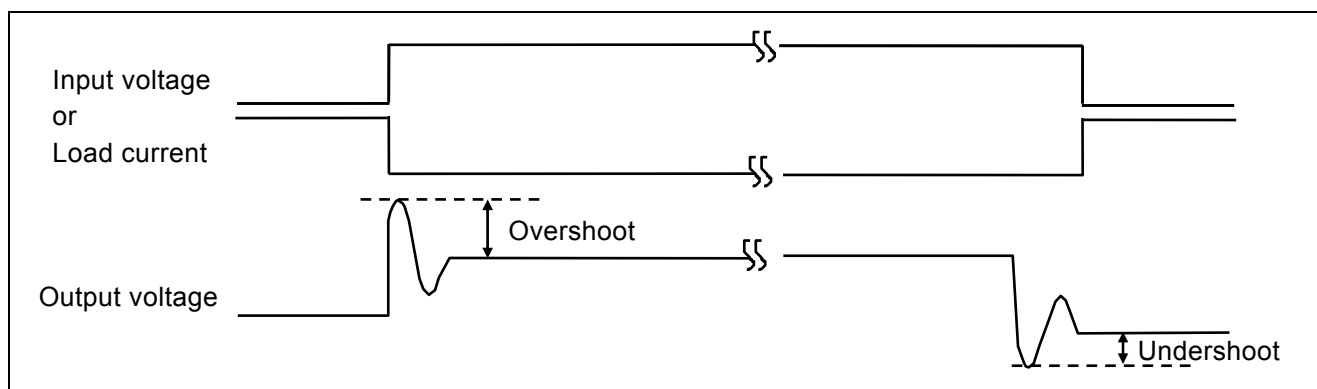 Input voltage
or
Load current
Overshoot
Output voltage
Undershoot